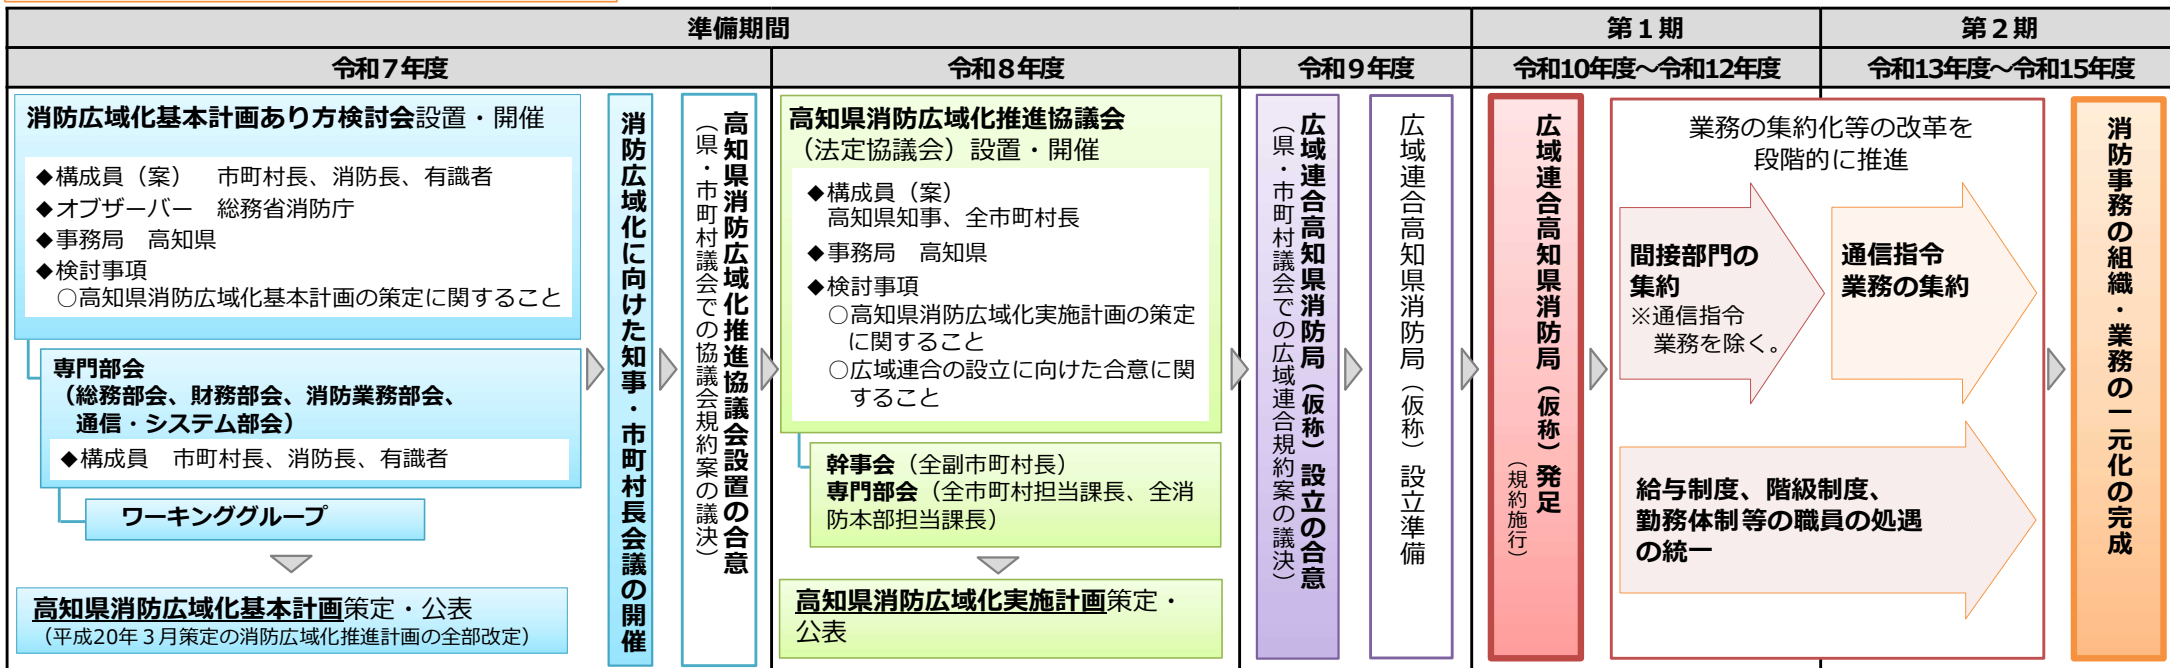 準備期間
第１期
第２期
令和７年度
令和８年度
令和９年度
令和10年度～令和12年度
令和13年度～令和15年度
消防広域化基本計画あり方検討会設置・開催
◆構成員（案）　市町村長、消防長、有識者
◆オブザーバー　総務省消防庁
◆事務局　高知県
◆検討事項
○高知県消防広域化基本計画の策定に関すること
専門部会
（総務部会、財務部会、消防業務部会、
通信・システム部会）
◆構成員　市町村長、消防長、有識者
ワーキンググループ
高知県消防広域化基本計画策定・公表
（平成20年３月策定の消防広域化推進計画の全部改定）
消防広域化に向けた知事・市町村長会議の開催
高知県消防広域化推進協議会設置の合意
（県・市町村議会での協議会規約案の議決）
高知県消防広域化推進協議会
（法定協議会）設置・開催
◆構成員（案）
高知県知事、全市町村長
◆事務局　高知県
◆検討事項
○高知県消防広域化実施計画の策定
に関すること
○広域連合の設立に向けた合意に関
すること
幹事会（全副市町村長）
専門部会（全市町村担当課長、全消
防本部担当課長）
高知県消防広域化実施計画策定・
公表
広域連合高知県消防局（仮称）設立の合意
（県・市町村議会での広域連合規約案の議決）
広域連合高知県消防局（仮称）設立準備
広域連合高知県消防局（仮称）発足
（規約施行）
業務の集約化等の改革を
段階的に推進
間接部門の
集約
※通信指令
業務を除く。
通信指令
業務の集約
給与制度、階級制度、
勤務体制等の職員の処遇
の統一
消防事務の組織・業務の一元化の完成